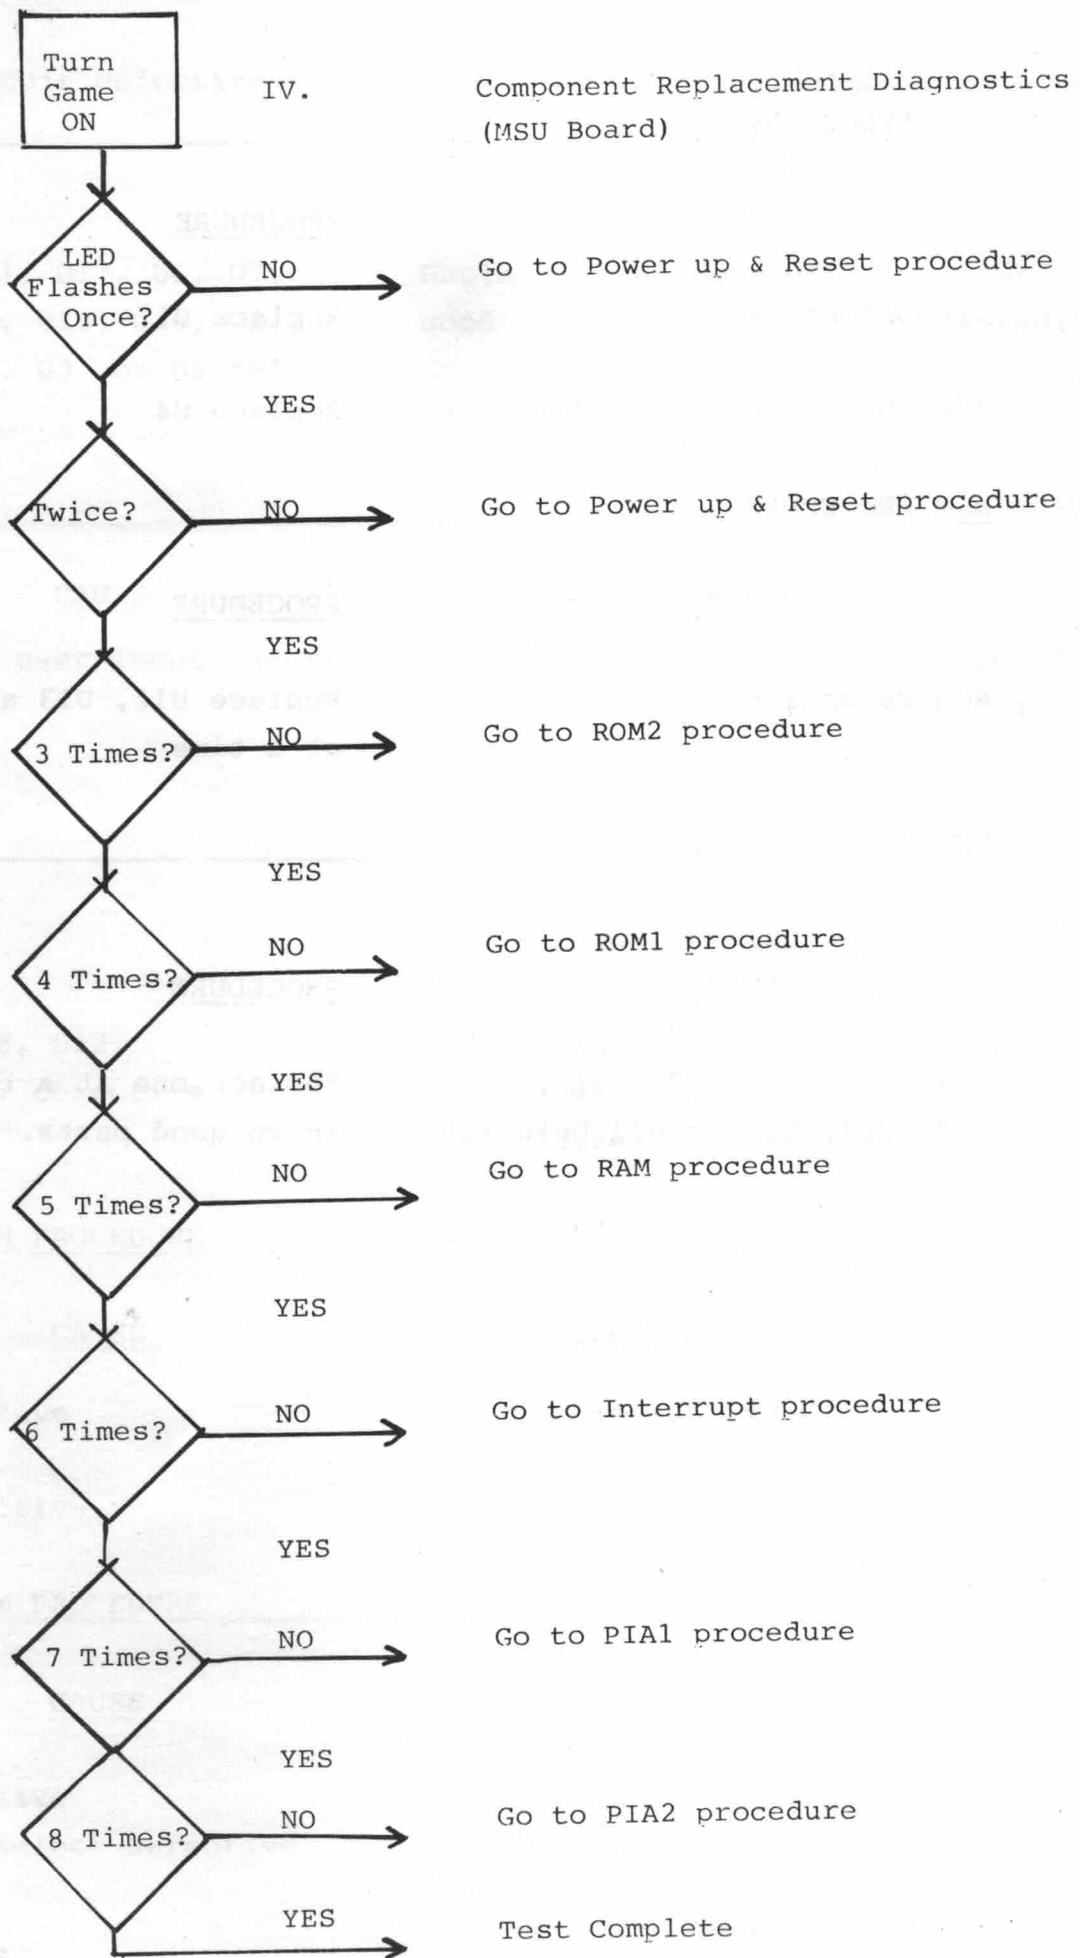 Turn
Game
ON
IV.
Component Replacement Diagnostics
(MSU Board)
LED
Flashes
Once?
NO
Go to Power up & Reset procedure
YES
Twice?
NO
Go to Power up & Reset procedure
YES
3 Times?
NO
Go to ROM2 procedure
YES
4 Times?
NO
Go to ROM1 procedure
YES
5 Times?
NO
Go to RAM procedure
YES
6 Times?
NO
Go to Interrupt procedure
YES
7 Times?
NO
Go to PIA1 procedure
YES
8 Times?
NO
Go to PIA2 procedure
YES
Test Complete